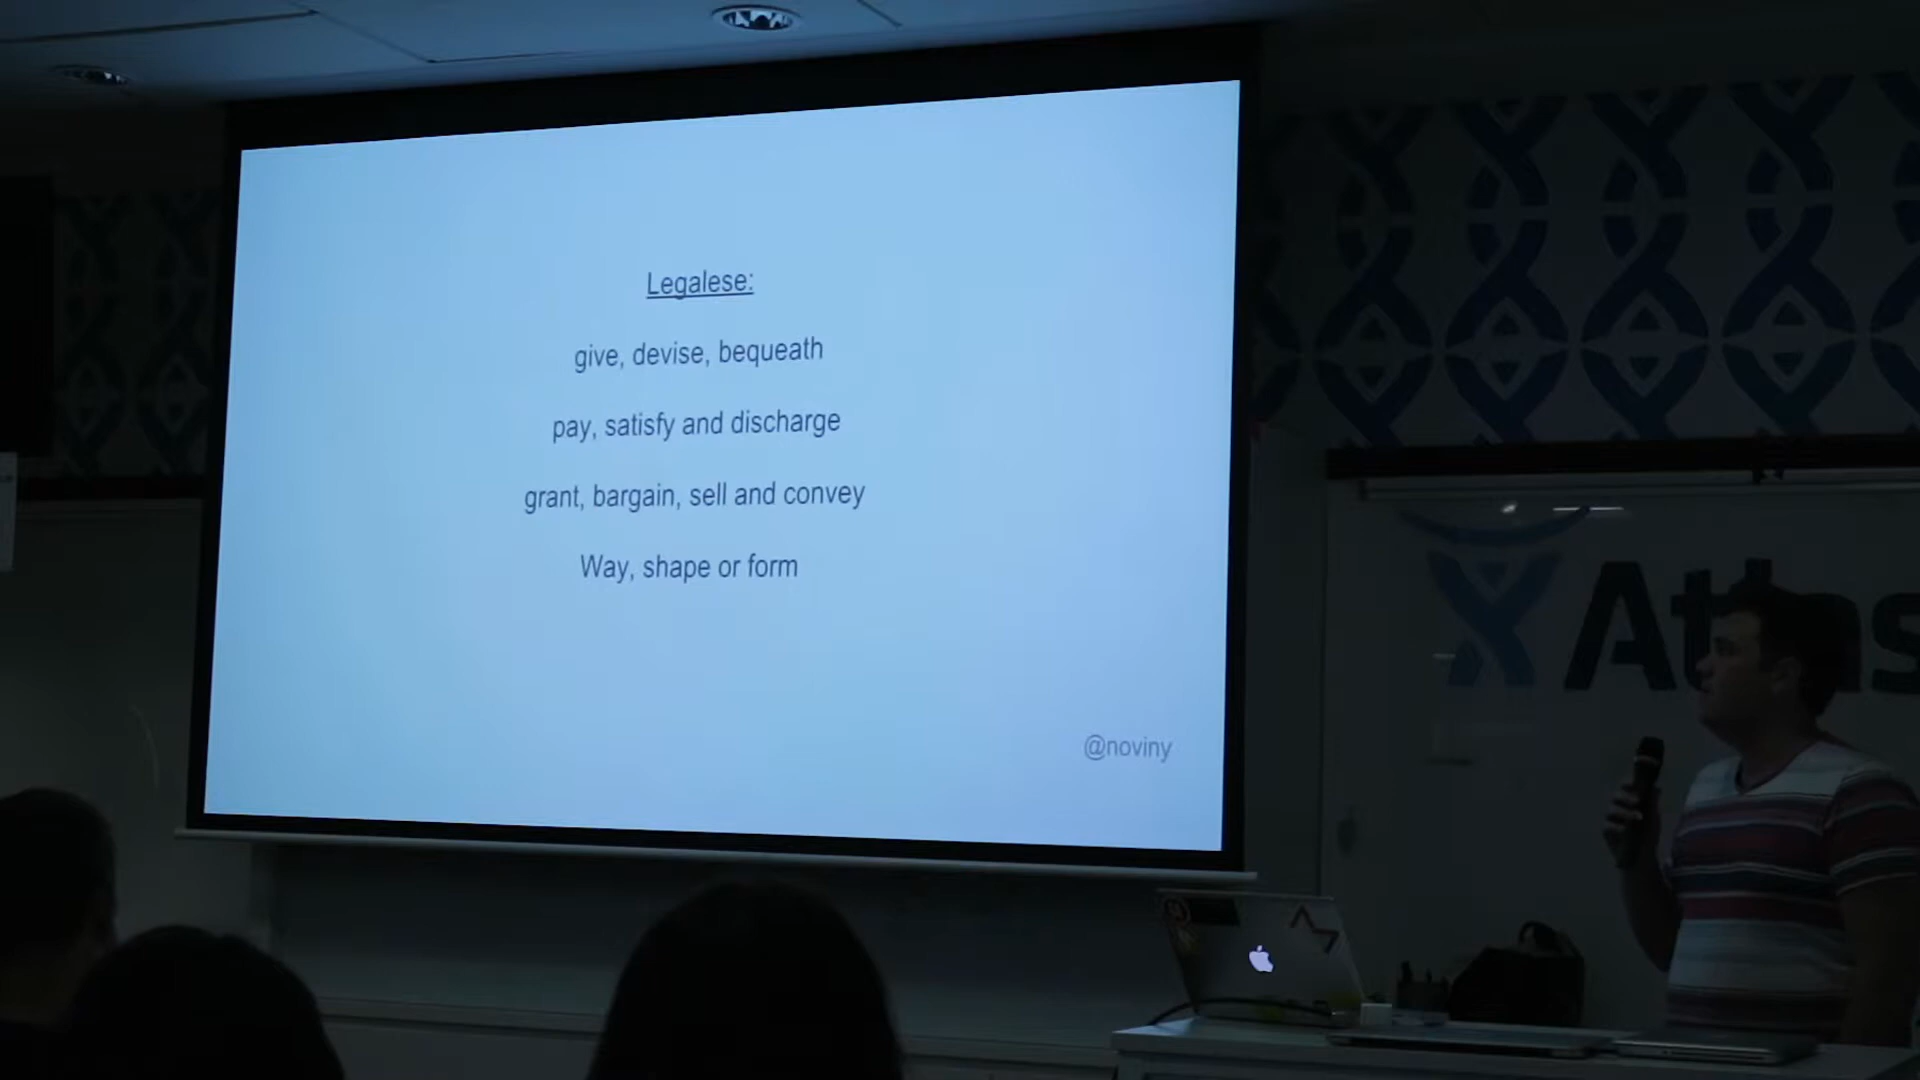 Legalese:
give, devise, bequeath
pay, satisfy and discharge
grant, bargain, sell and convey
Way, shape or form
@noviny